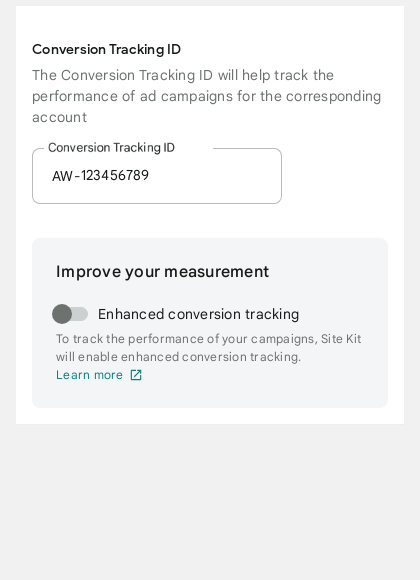 Conversion Tracking ID
The Conversion Tracking ID will help track the
performance of ad campaigns for the corresponding
account
Conversion Tracking ID
AW-123456789
Improve your measurement
Enhanced conversion tracking
To track the performance of your campaigns, Site Kit
will enable enhanced conversion tracking.
Learn more